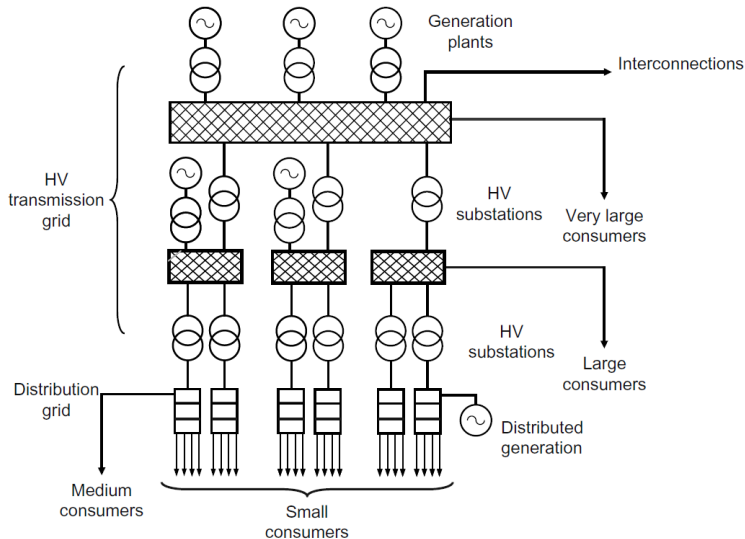 Generation
plants
Interconnections
HV
transmission
grid
HV
substations
Very large
consumers
HV
substations
Large
consumers
Distribution
grid
Distributed
generation
Medium
consumers
Small
consumers